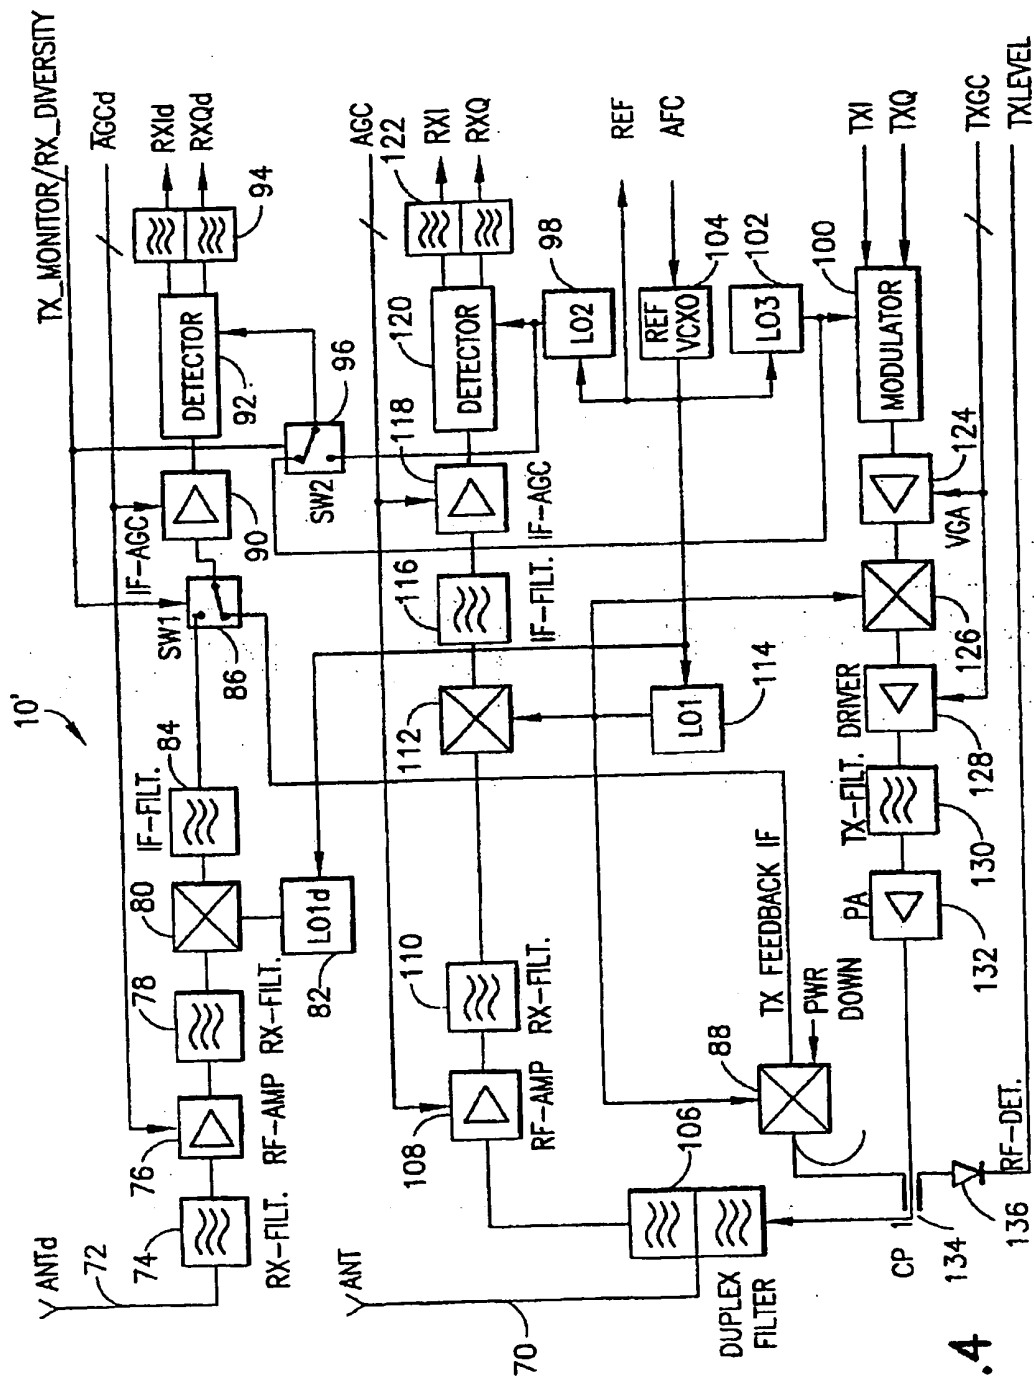 10'
TX_MONITOR/RX_DIVERSITY
AGCd
RXId
RXQd
94
DETECTOR
92
96
SW2
IF-AGC
90
SW1
86
IF-FILT.
84
80
LO1d
82
78
RX-FILT.
76
RF-AMP
74
RX-FILT.
ANTd
72
AGC
122
RXI
RXQ
DETECTOR
120
118
IF-AGC
116
IF-FILT.
112
110
RX-FILT.
108
RF-AMP
ANT
70
106
DUPLEX
FILTER
98
LO2
REF
AFC
REF
VCXO
104
LO3
102
LO1
114
TX FEEDBACK IF
88
PWR
DOWN
100
TXI
TXQ
MODULATOR
124
VGA
126
DRIVER
128
TX-FILT.
130
PA
132
TXGC
TXLEVEL
CP
134
136
RF-DET.
.4